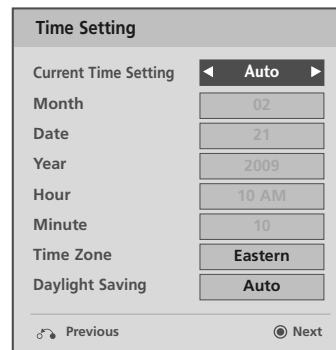 Time Setting
Current Time Setting Auto
Month 02
Date 21
Year 2009
Hour 10 AM
Minute 10
Time Zone Eastern
Daylight Saving Auto
Previous Next